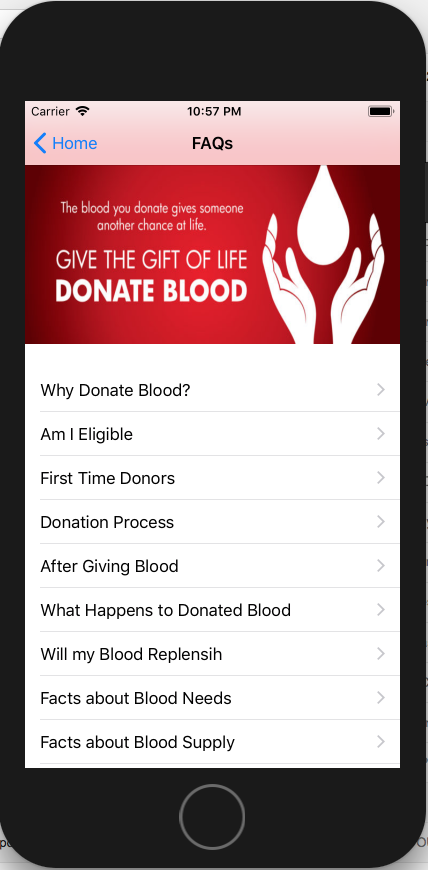 Carrier 10:57 PM
Home FAQs
The blood you donate gives someone
another chance at life.
GIVE THE GIFT OF LIFE
DONATE BLOOD
Why Donate Blood?
Am I Eligible
First Time Donors
Donation Process
After Giving Blood
What Happens to Donated Blood
Will my Blood Replensih
Facts about Blood Needs
Facts about Blood Supply